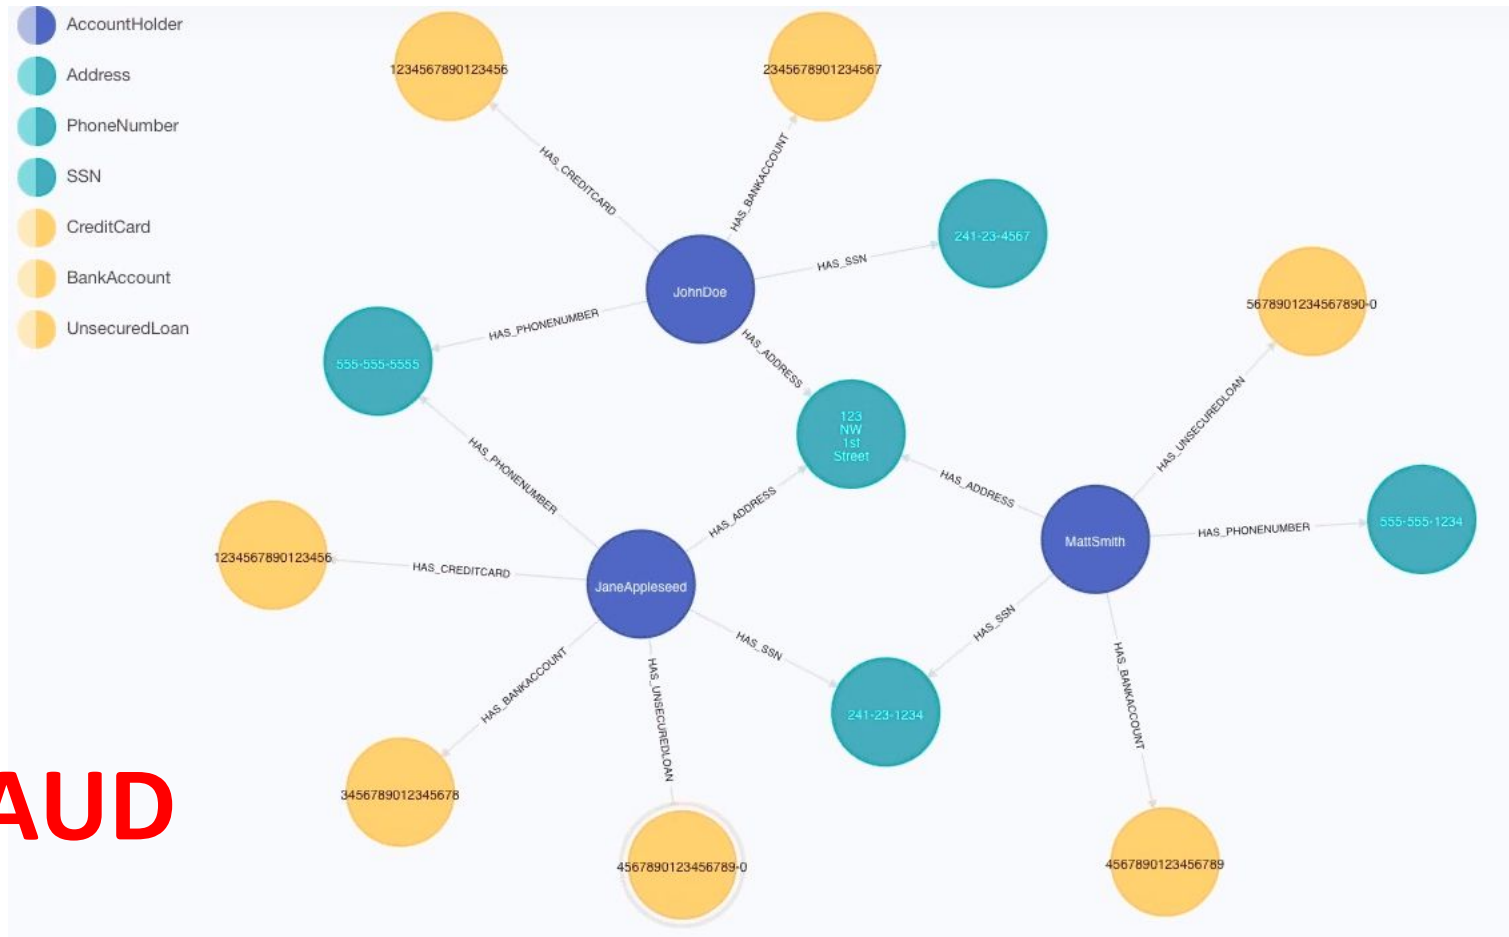 AccountHolder
Address
PhoneNumber
SSN
CreditCard
BankAccount
UnsecuredLoan
1234567890123456
2345678901234567
HAS_CREDITCARD
HAS_BANKACCOUNT
241-23-4567
HAS_SSN
JohnDoe
5678901234567890-0
HAS_PHONENUMBER
555-555-5555
HAS_ADDRESS
123
NW
1st
Street
HAS_UNSECUREDLOAN
HAS_PHONENUMBER
HAS_ADDRESS
HAS_ADDRESS
MattSmith
HAS_PHONENUMBER
555-555-1234
1234567890123456
HAS_CREDITCARD
JaneAppleseed
HAS_SSN
HAS_SSN
HAS_BANKACCOUNT
HAS_UNSECUREDLOAN
241-23-1234
HAS_BANKACCOUNT
3456789012345678
AUD
4567890123456789-0
4567890123456789